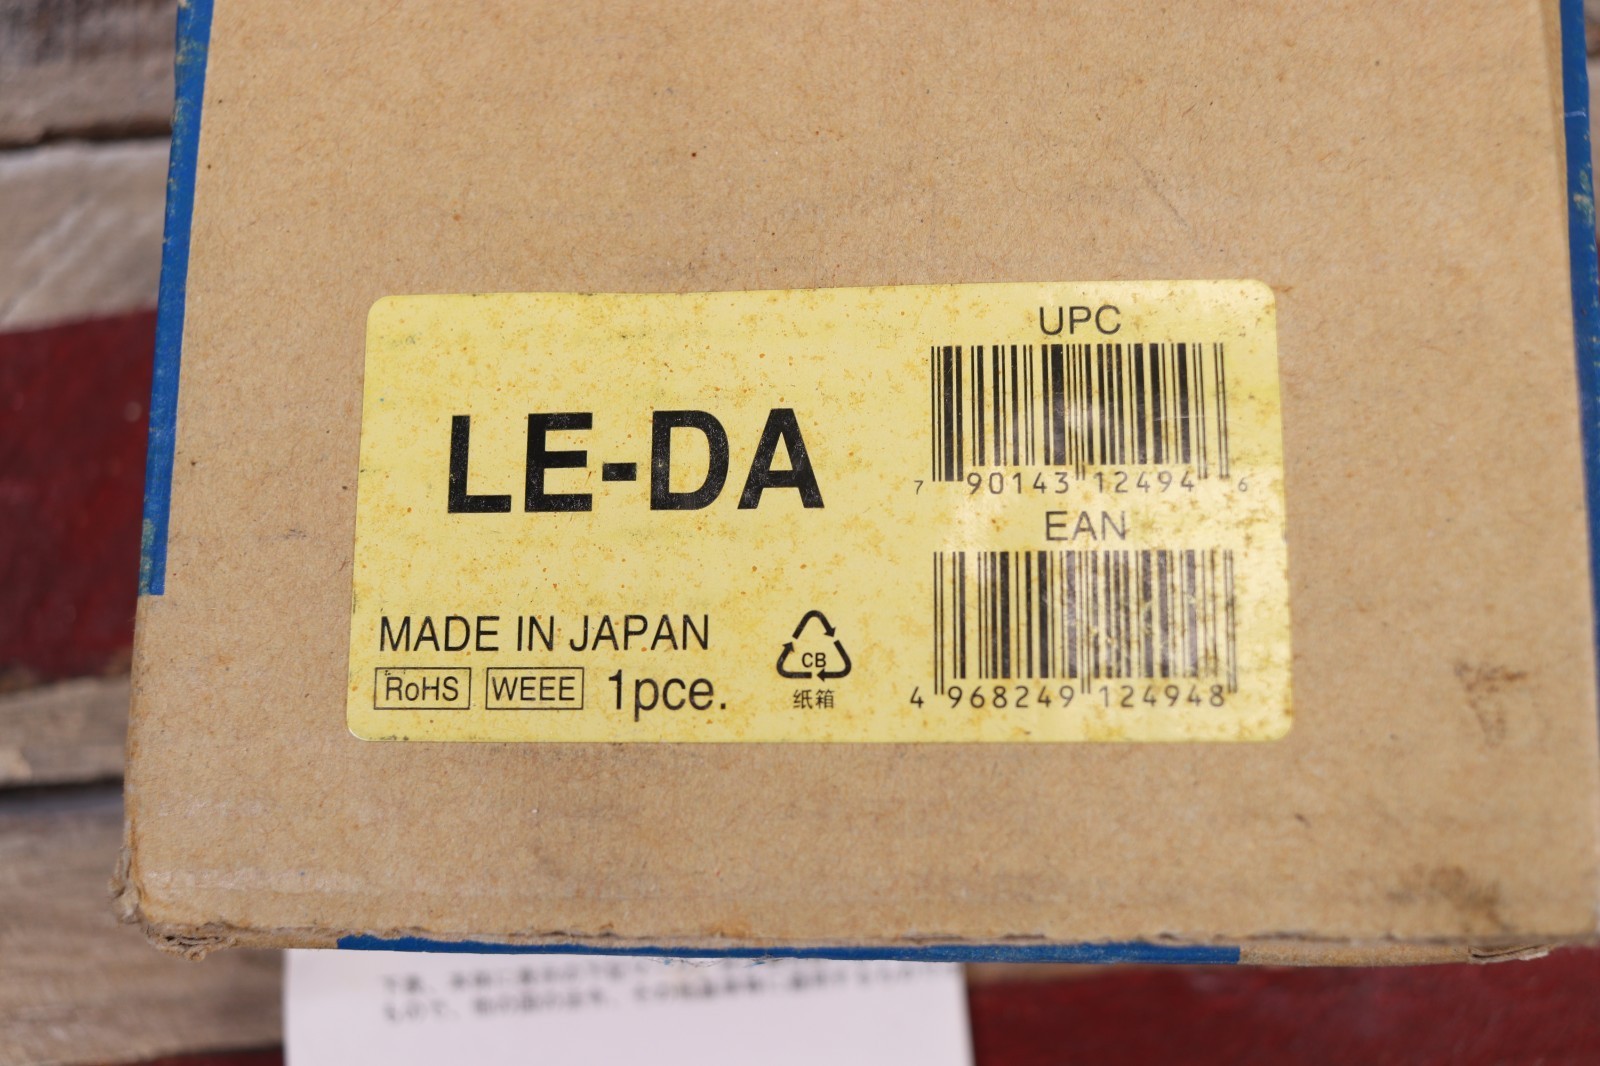 LE-DA
MADE IN JAPAN
RoHS WEEE 1pce.
CB
纸箱
UPC
7 90143 12494 6
EAN
4 968249 124948